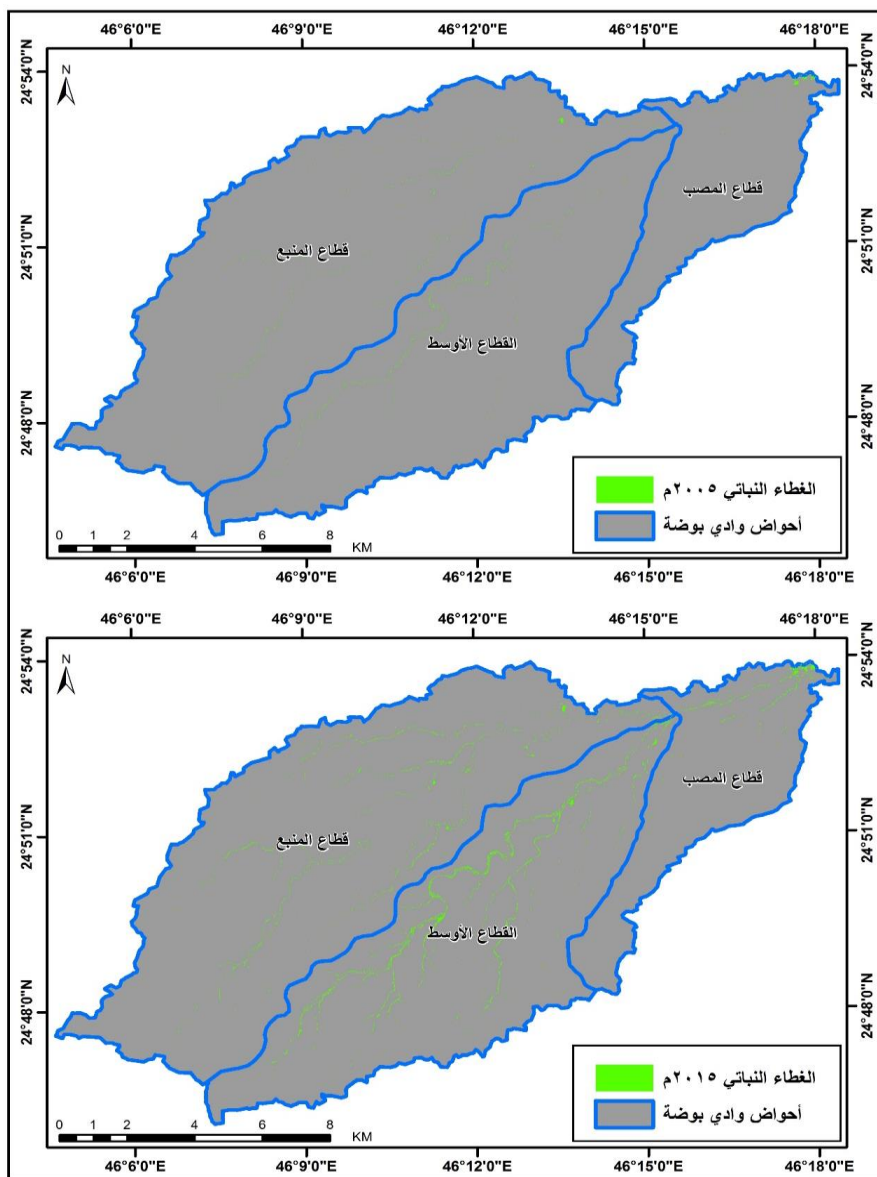 46°6'0"E 46°9'0"E 46°12'0"E 46°15'0"E 46°18'0"E
24°54'0"N
24°54'0"N
N
قطاع المصب
24°51'0"N
قطاع المنبع
24°51'0"N
القطاع الأوسط
24°48'0"N
24°48'0"N
الغطاء النباتي ٢٠٠٥م
أحواض وادي بوضة
0 1 2 4 6 8
KM
46°6'0"E 46°9'0"E 46°12'0"E 46°15'0"E 46°18'0"E
46°6'0"E 46°9'0"E 46°12'0"E 46°15'0"E 46°18'0"E
24°54'0"N
24°54'0"N
N
قطاع المصب
24°51'0"N
قطاع المنبع
24°51'0"N
القطاع الأوسط
24°48'0"N
24°48'0"N
الغطاء النباتي ٢٠١٥م
أحواض وادي بوضة
0 1 2 4 6 8
KM
46°6'0"E 46°9'0"E 46°12'0"E 46°15'0"E 46°18'0"E